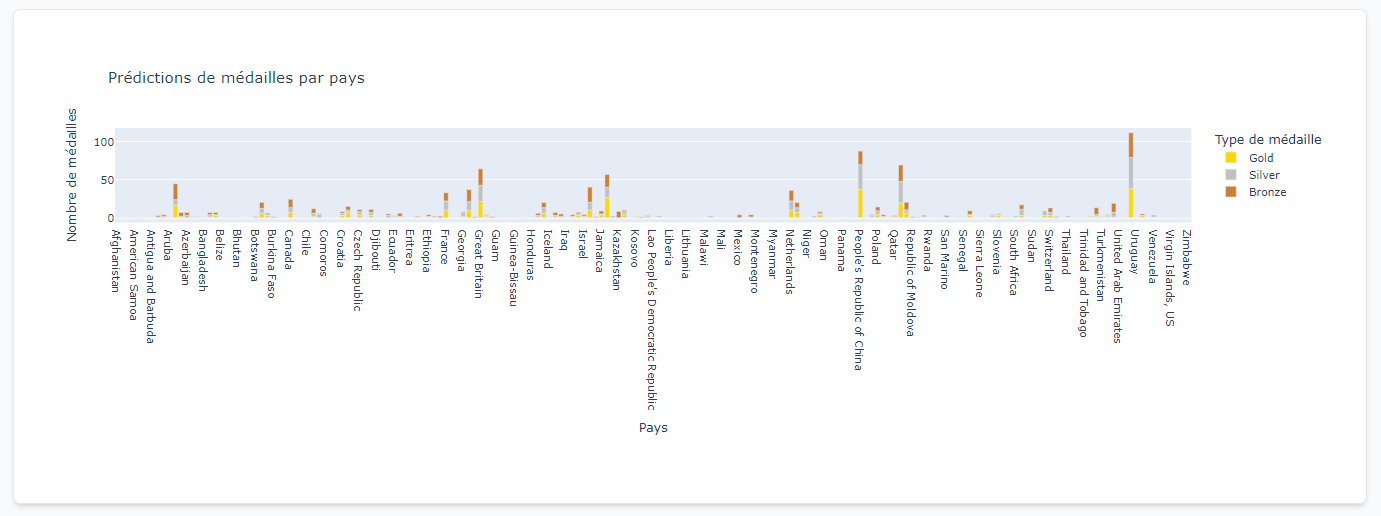 Prédictions de médailles par pays
Nombre de médailles
100
50
0
Type de médaille
Gold
Silver
Bronze
Afghanistan
American Samoa
Antigua and Barbuda
Aruba
Azerbaijan
Bangladesh
Belize
Bhutan
Botswana
Burkina Faso
Canada
Chile
Comoros
Croatia
Czech Republic
Djibouti
Ecuador
Eritrea
Ethiopia
France
Georgia
Great Britain
Guam
Guinea-Bissau
Honduras
Iceland
Iraq
Israel
Jamaica
Kazakhstan
Kosovo
Lao People's Democratic Republic
Liberia
Lithuania
Malawi
Mali
Mexico
Montenegro
Myanmar
Netherlands
Niger
Oman
Panama
People's Republic of China
Poland
Qatar
Republic of Moldova
Rwanda
San Marino
Senegal
Sierra Leone
Slovenia
South Africa
Sudan
Switzerland
Thailand
Trinidad and Tobago
Turkmenistan
United Arab Emirates
Uruguay
Venezuela
Virgin Islands, US
Zimbabwe
Pays